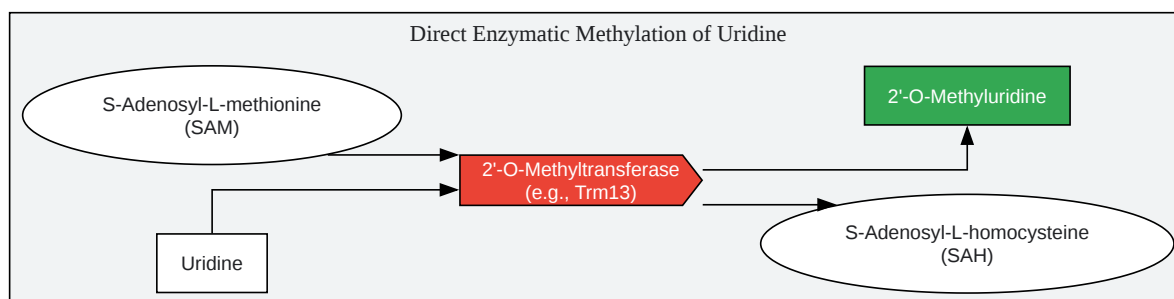 Direct Enzymatic Methylation of Uridine
S-Adenosyl-L-methionine
(SAM)
2'-O-Methyluridine
2'-O-Methyltransferase
(e.g., Trm13)
Uridine
S-Adenosyl-L-homocysteine
(SAH)